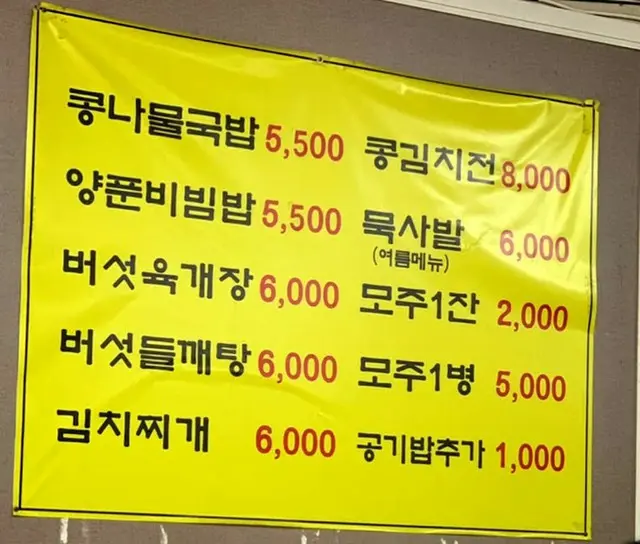 콩나물국밥 5,500
양푼비빔밥 5,500
버섯육개장 6,000
버섯들깨탕 6,000
김치찌개 6,000
콩김치전 8,000
묵사발 6,000
(여름메뉴)
모주1잔 2,000
모주1병 5,000
공기밥추가 1,000